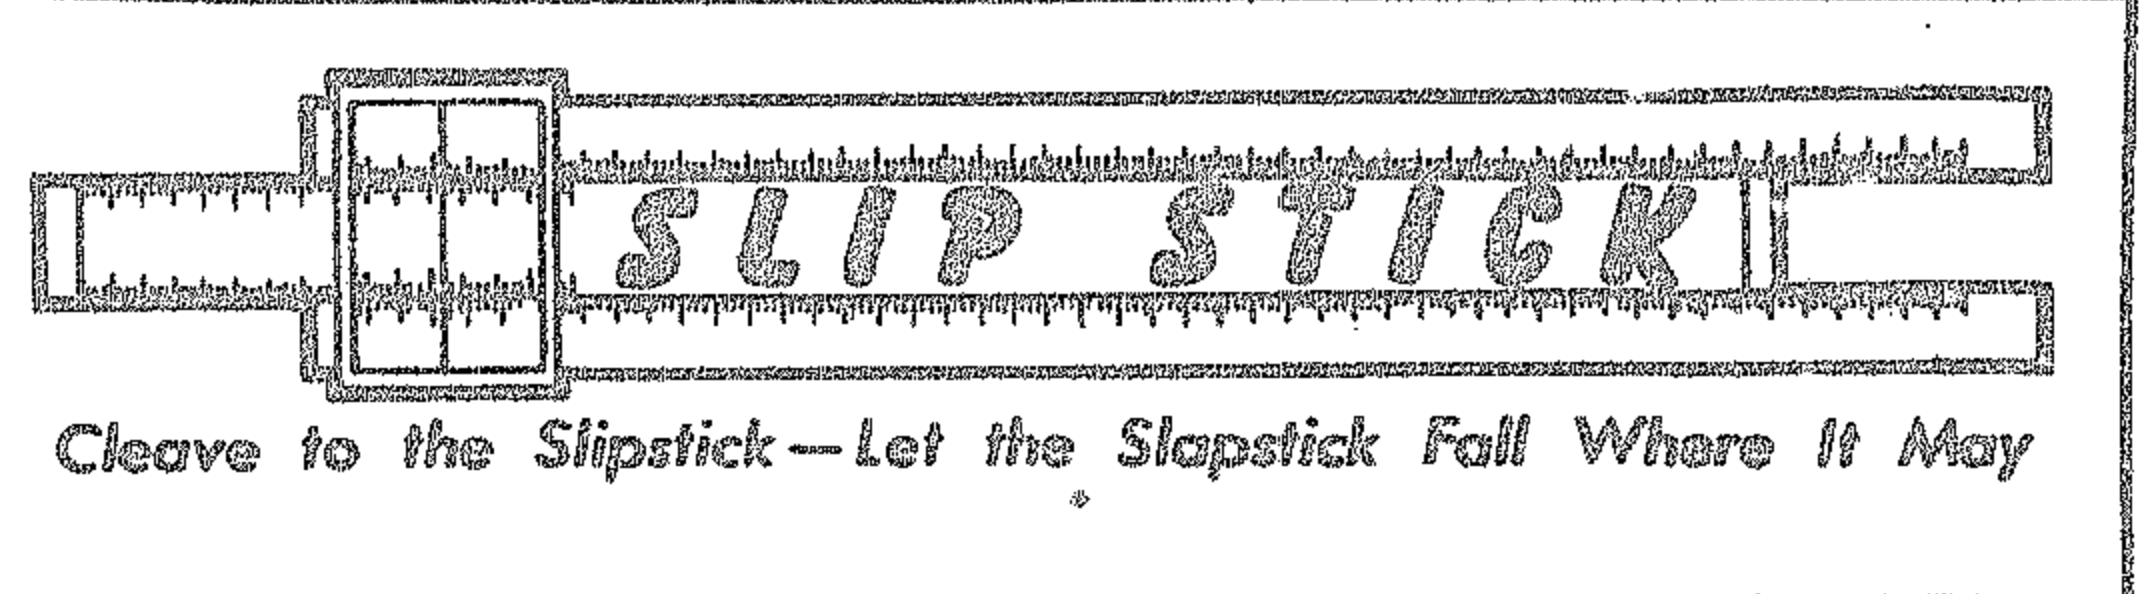 SLIP STICK
Cleave to the Slipstick—Let the Slapstick Fall Where It May